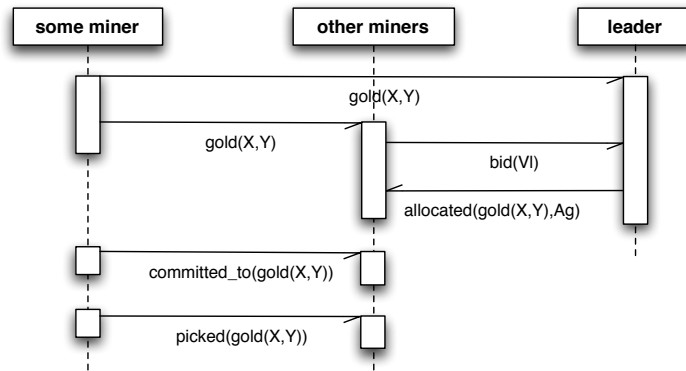 some miner
other miners
leader
gold(X,Y)
gold(X,Y)
bid(Vl)
allocated(gold(X,Y),Ag)
committed_to(gold(X,Y))
picked(gold(X,Y))